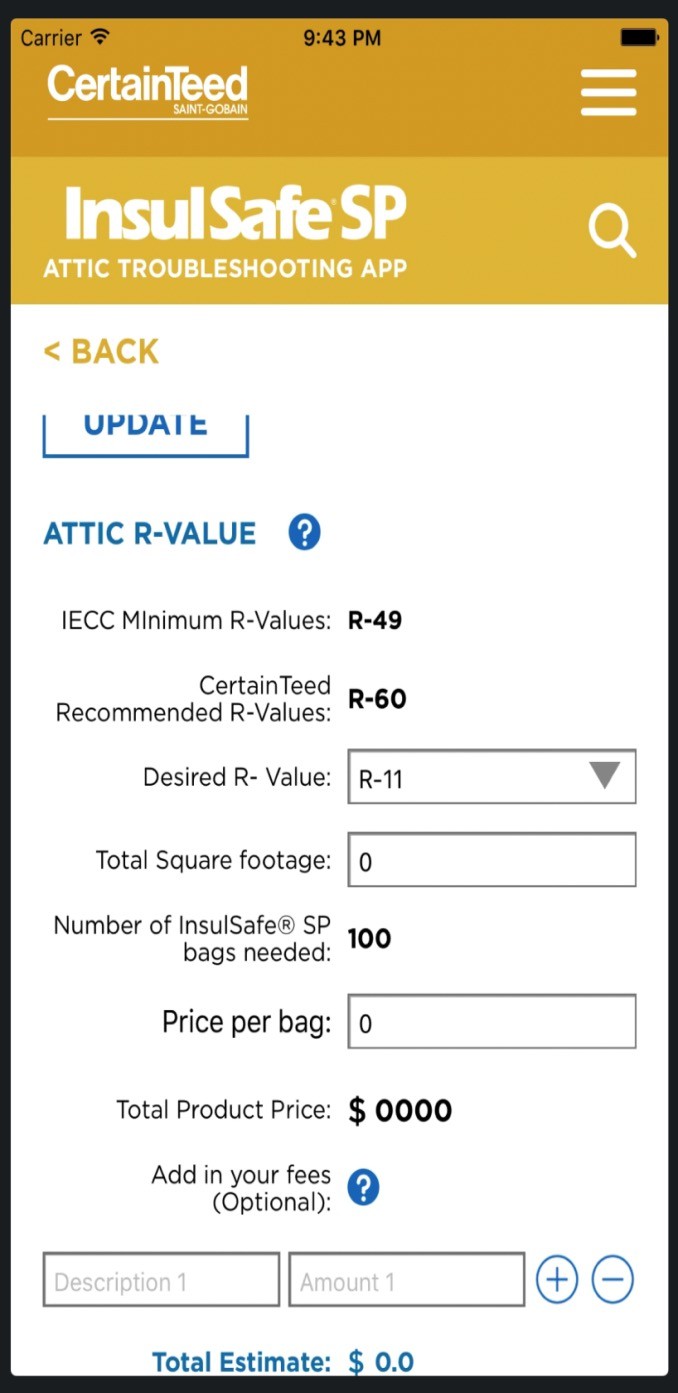 Carrier 9:43 PM
CertainTeed
SAINT-GOBAIN
InsulSafe® SP
ATTIC TROUBLESHOOTING APP
< BACK
UPDATE
ATTIC R-VALUE ?
IECC MInimum R-Values: R-49
CertainTeed
Recommended R-Values: R-60
Desired R- Value: R-11
Total Square footage: 0
Number of InsulSafe® SP
bags needed: 100
Price per bag: 0
Total Product Price: $ 0000
Add in your fees
(Optional): ?
Description 1 Amount 1 + −
Total Estimate: $ 0.0